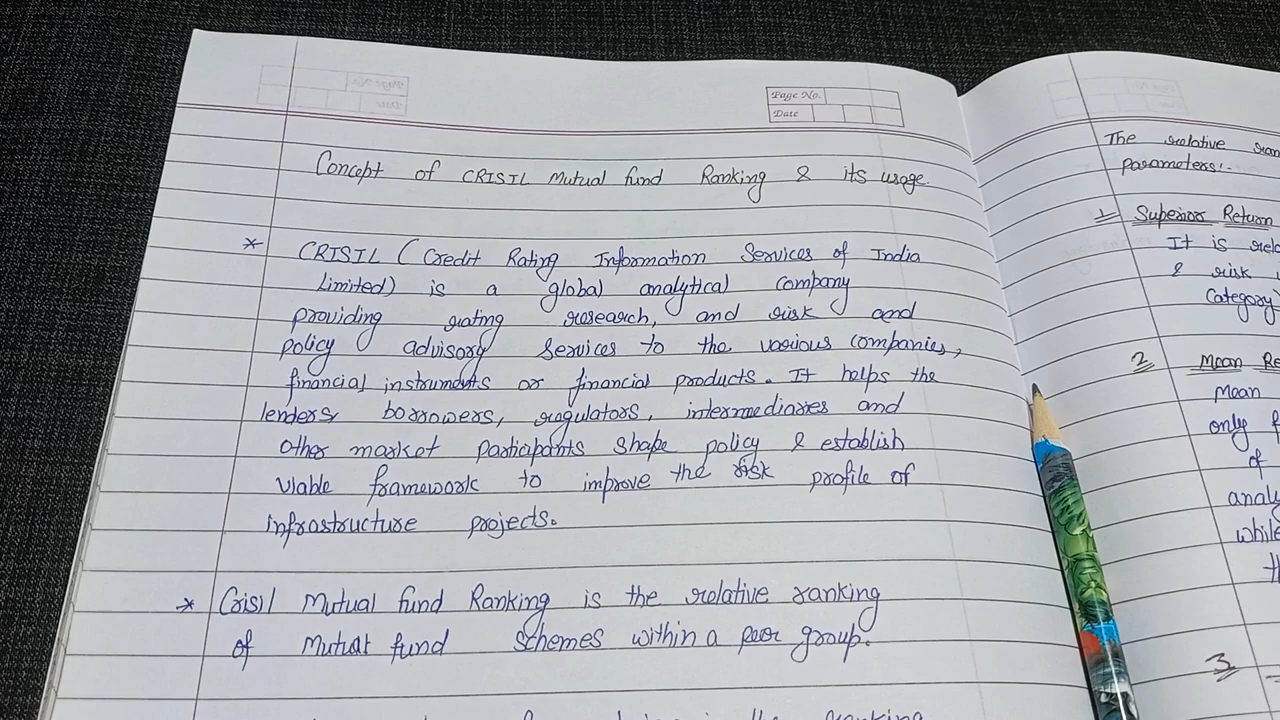 Page No.
Date
Concept of CRISIL Mutual fund Ranking & its usage.
* CRISIL (Credit Rating Information Services of India
Limited) is a global analytical company
providing rating research, and risk and
policy advisory services to the various companies,
financial instruments or financial products. It helps the
lenders, borrowers, regulators, intermediaries and
other market participants shape policy & establish
viable framework to improve the risk profile of
infrastructure projects.
* Crisil Mutual fund Ranking is the relative ranking
of Mutual fund schemes within a peer group.
The relative
parameters:-
1 Superior Return
It is
& risk
Category)
2 Mean
Mean
only
of
while
3